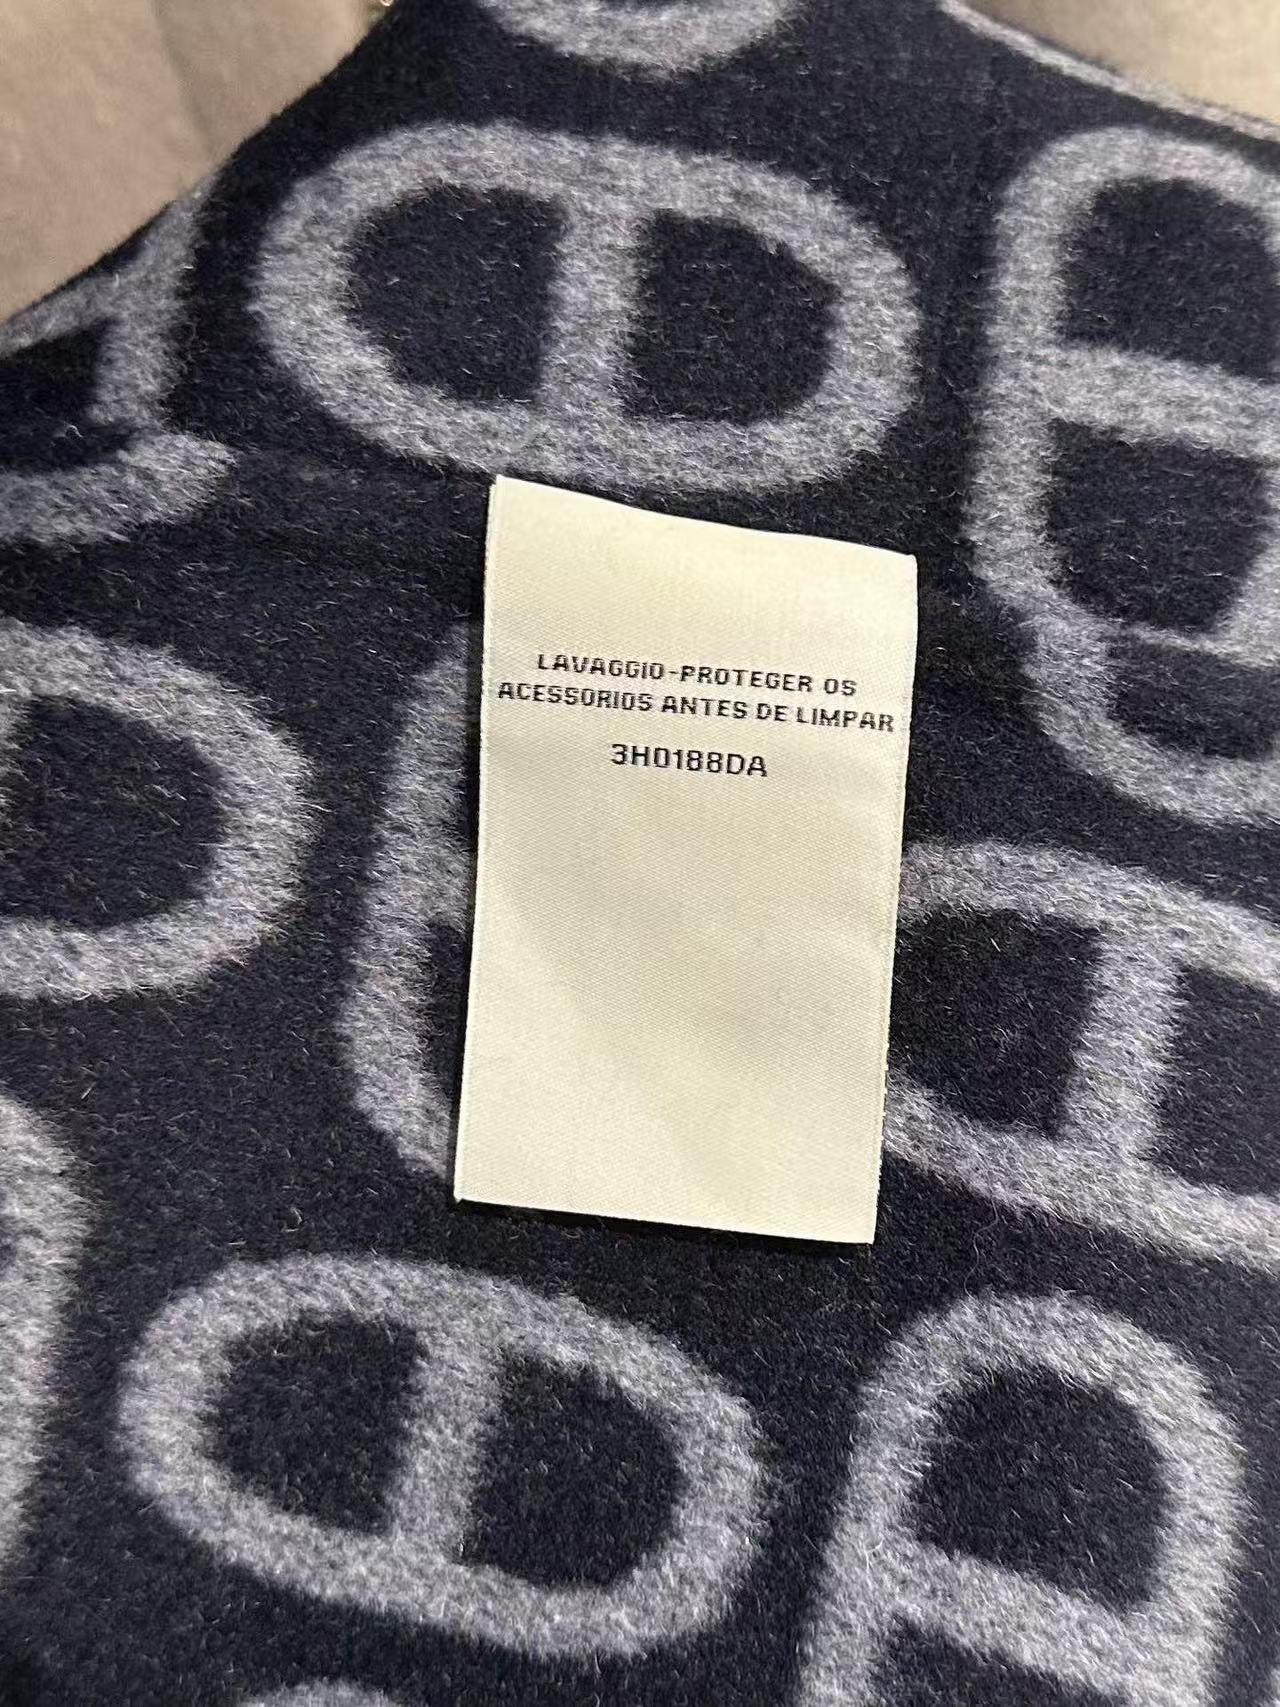 LAVAGGIO-PROTEGER OS
ACESSORIOS ANTES DE LIMPAR
3H0188DA